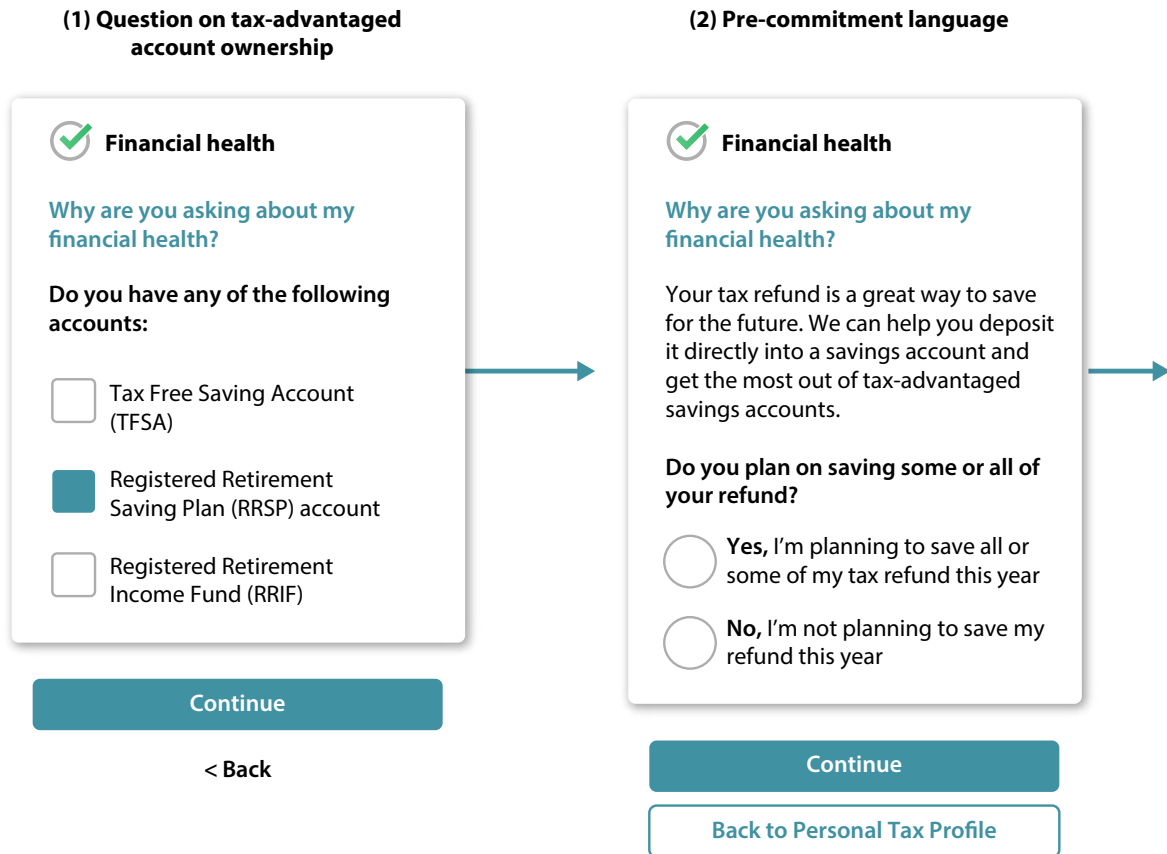 (1) Question on tax-advantaged
account ownership
Financial health
Why are you asking about my
financial health?
Do you have any of the following
accounts:
Tax Free Saving Account
(TFSA)
Registered Retirement
Saving Plan (RRSP) account
Registered Retirement
Income Fund (RRIF)
Continue
< Back
(2) Pre-commitment language
Financial health
Why are you asking about my
financial health?
Your tax refund is a great way to save
for the future. We can help you deposit
it directly into a savings account and
get the most out of tax-advantaged
savings accounts.
Do you plan on saving some or all of
your refund?
Yes, I’m planning to save all or
some of my tax refund this year
No, I’m not planning to save my
refund this year
Continue
Back to Personal Tax Profile